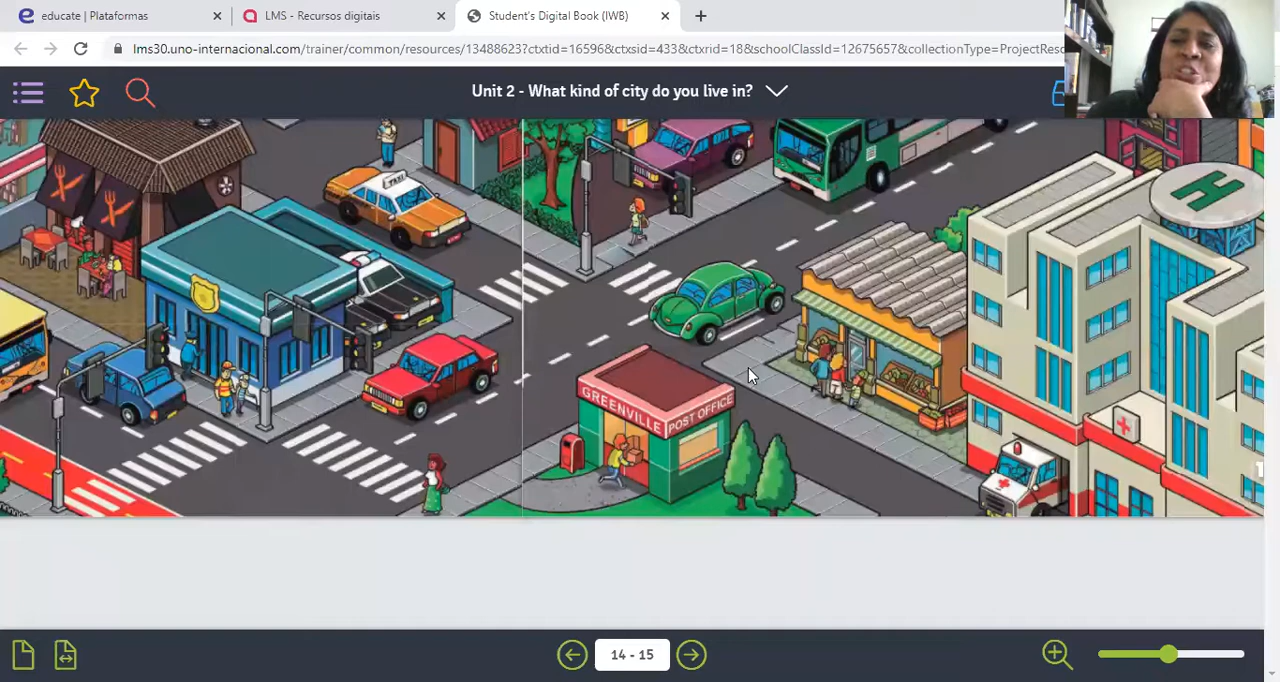 educate | Plataformas
LMS - Recursos digitais
Student's Digital Book (IWB)
lms30.uno-internacional.com/trainer/common/resources/13488623?ctxtid=16596&ctxsid=433&ctxrid=18&schoolClassId=12675657&collectionType=ProjectReso
Unit 2 - What kind of city do you live in?
TAXI
H
GREENVILLE POST OFFICE
14 - 15